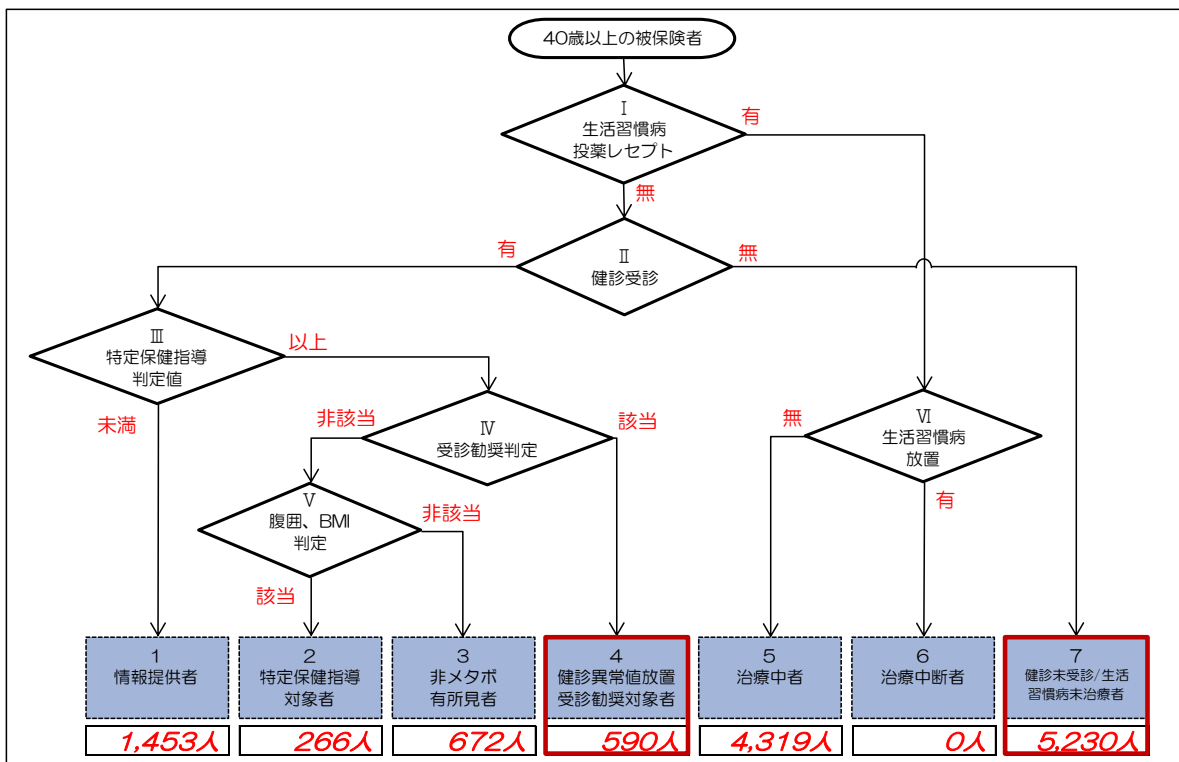 40歳以上の被保険者
Ⅰ
生活習慣病
投薬レセプト
有
無
Ⅱ
健診受診
有
無
Ⅲ
特定保健指導
判定値
以上
未満
Ⅳ
受診勧奨判定
非該当
該当
Ⅵ
生活習慣病
放置
無
有
Ⅴ
腹囲、BMI
判定
非該当
該当
1
情報提供者
2
特定保健指導
対象者
3
非メタボ
有所見者
4
健診異常値放置
受診勧奨対象者
5
治療中者
6
治療中断者
7
健診未受診/生活
習慣病未治療者
1,453人
266人
672人
590人
4,319人
0人
5,230人